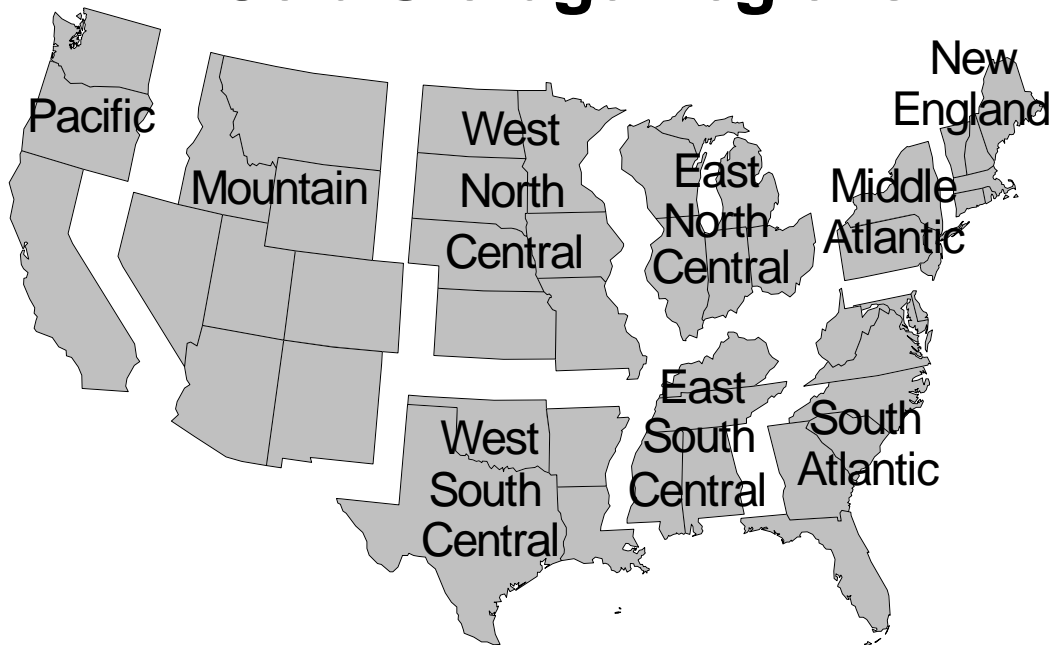 Pacific
Mountain
West
North
Central
East
North
Central
New
England
Middle
Atlantic
West
South
Central
East
South
Central
South
Atlantic